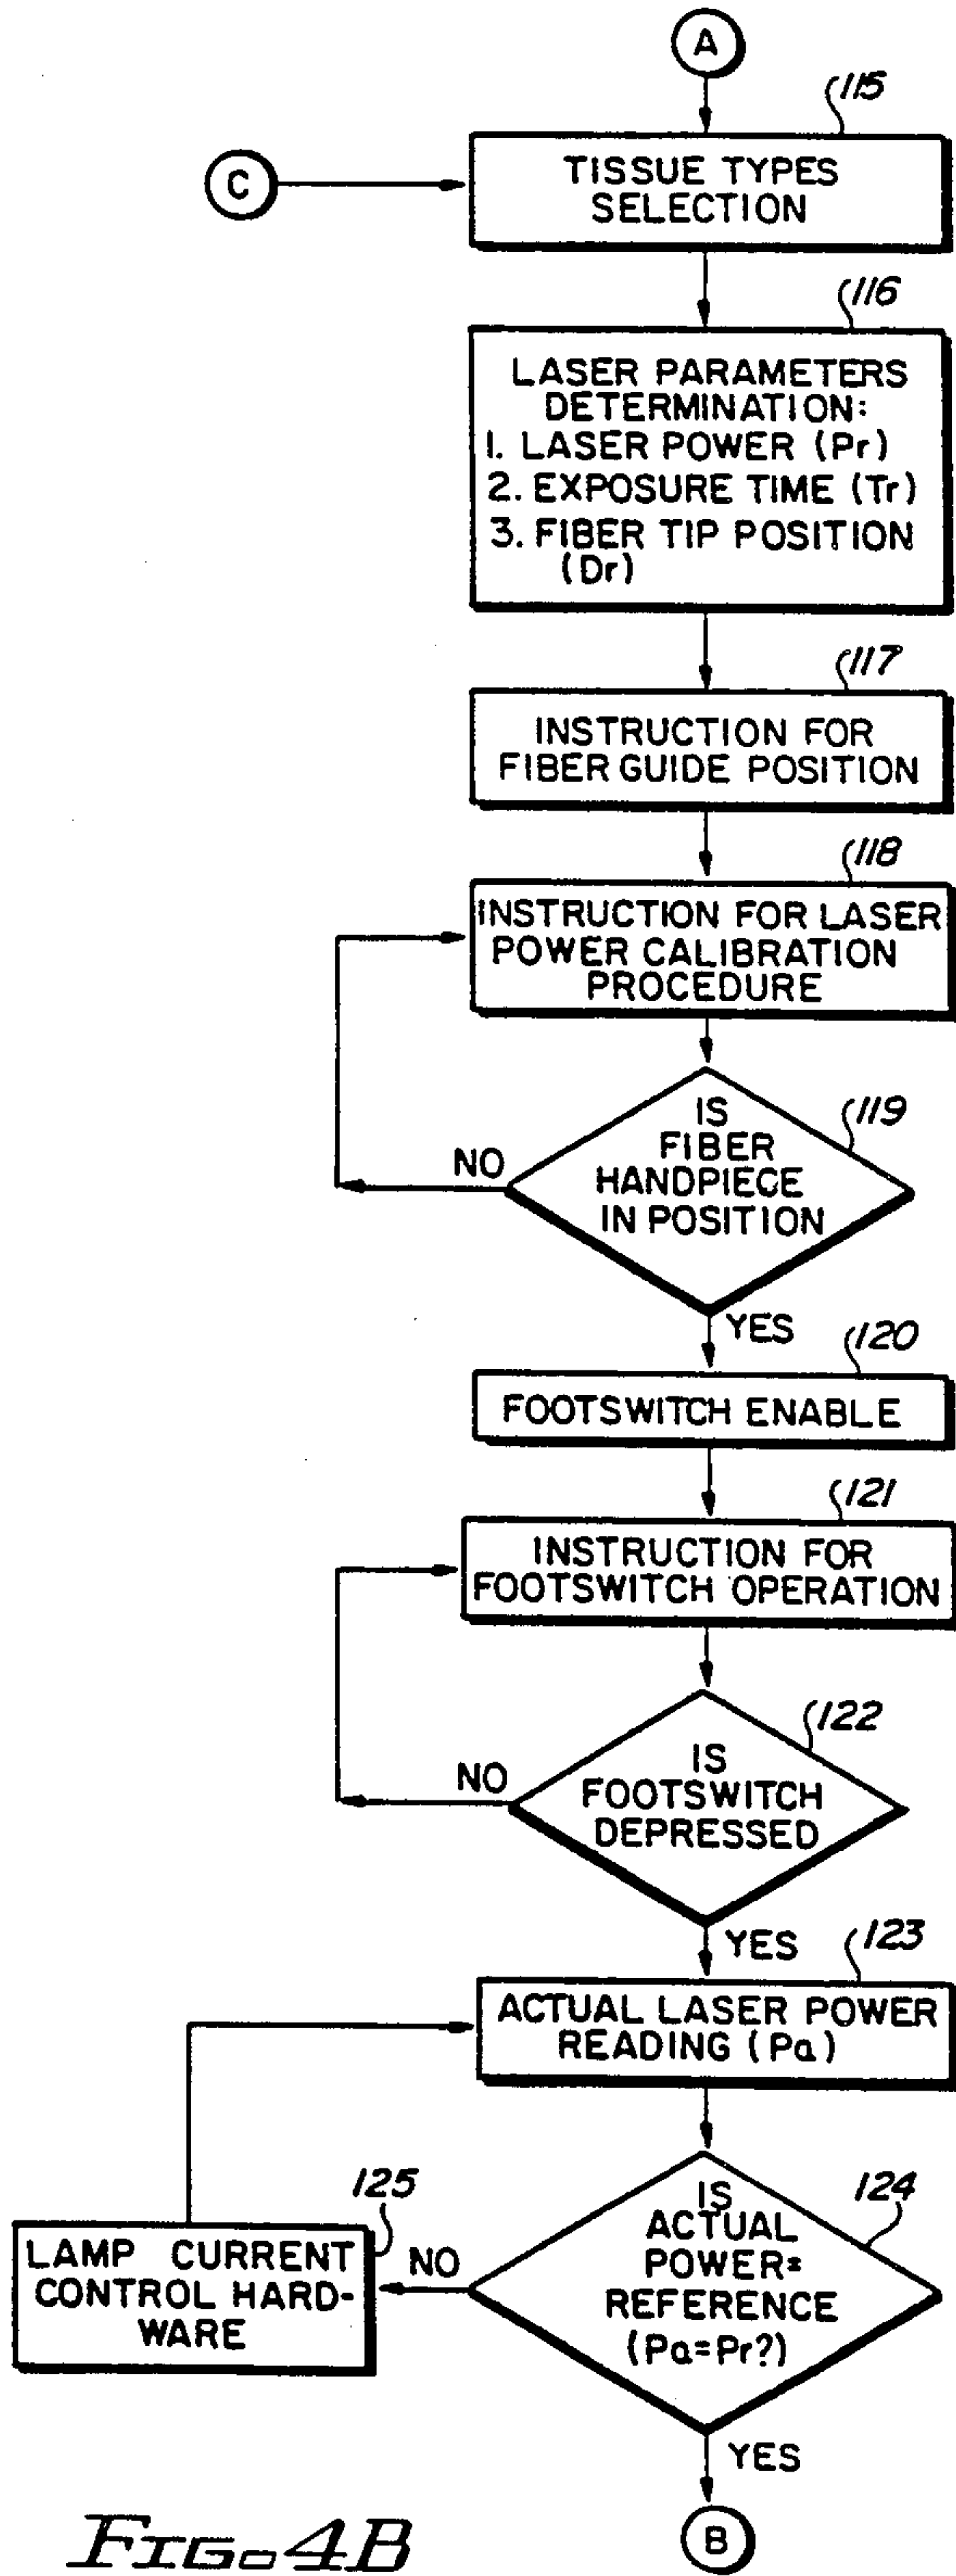 A
115
C
TISSUE TYPES
SELECTION
116
LASER PARAMETERS
DETERMINATION:
1. LASER POWER (Pr)
2. EXPOSURE TIME (Tr)
3. FIBER TIP POSITION
(Dr)
117
INSTRUCTION FOR
FIBER GUIDE POSITION
118
INSTRUCTION FOR LASER
POWER CALIBRATION
PROCEDURE
119
IS
FIBER
HANDPIECE
IN POSITION
NO
YES
120
FOOTSWITCH ENABLE
121
INSTRUCTION FOR
FOOTSWITCH OPERATION
122
IS
FOOTSWITCH
DEPRESSED
NO
YES
123
ACTUAL LASER POWER
READING (Pa)
124
IS
ACTUAL
POWER=
REFERENCE
(Pa=Pr?)
NO
125
LAMP CURRENT
CONTROL HARD-
WARE
YES
B
FIG. 4B